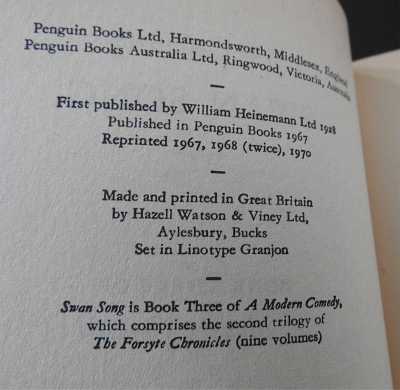 Penguin Books Ltd, Harmondsworth, Middlesex, England
Penguin Books Australia Ltd, Ringwood, Victoria, Australia
First published by William Heinemann Ltd 1928
Published in Penguin Books 1967
Reprinted 1967, 1968 (twice), 1970
Made and printed in Great Britain
by Hazell Watson & Viney Ltd,
Aylesbury, Bucks
Set in Linotype Granjon
Swan Song is Book Three of A Modern Comedy,
which comprises the second trilogy of
The Forsyte Chronicles (nine volumes)